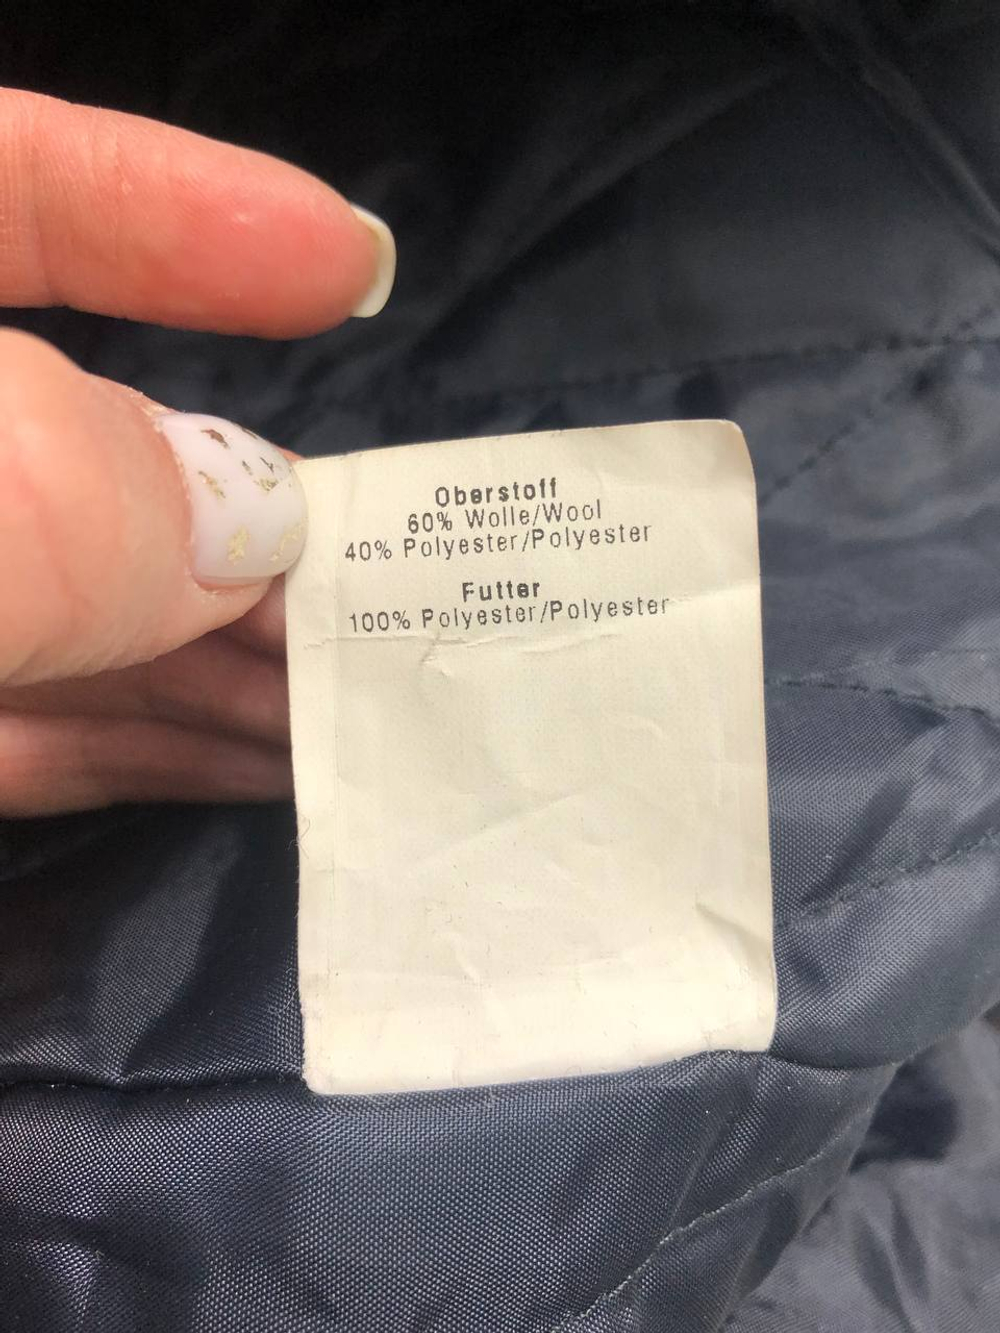 Oberstoff
60% Wolle/Wool
40% Polyester/Polyester
Futter
100% Polyester/Polyester